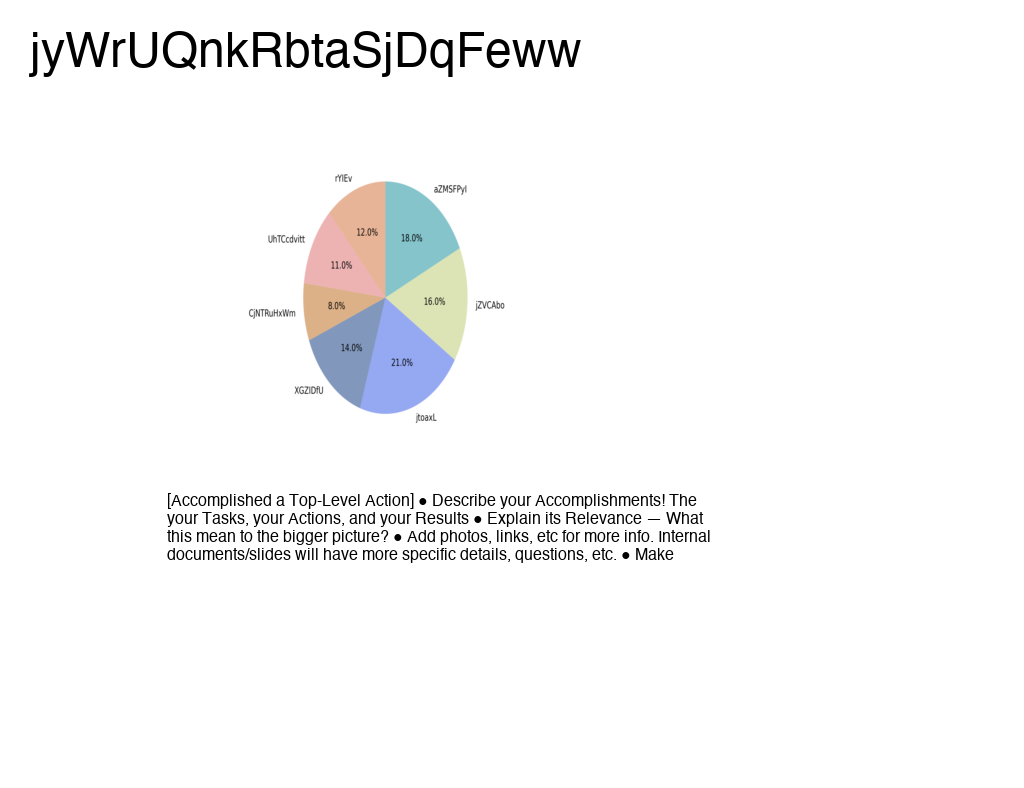 jyWrUQnkRbtaSjDqFeww
rYlEv
aZMSFPyI
12.0%
18.0%
UhTCcdvitt
11.0%
16.0%
jZVCAbo
8.0%
CjNTRuHxWm
14.0%
21.0%
XGZlDfU
jtoaxL
[Accomplished a Top-Level Action] ● Describe your Accomplishments! The
your Tasks, your Actions, and your Results ● Explain its Relevance — What
this mean to the bigger picture? ● Add photos, links, etc for more info. Internal
documents/slides will have more specific details, questions, etc. ● Make